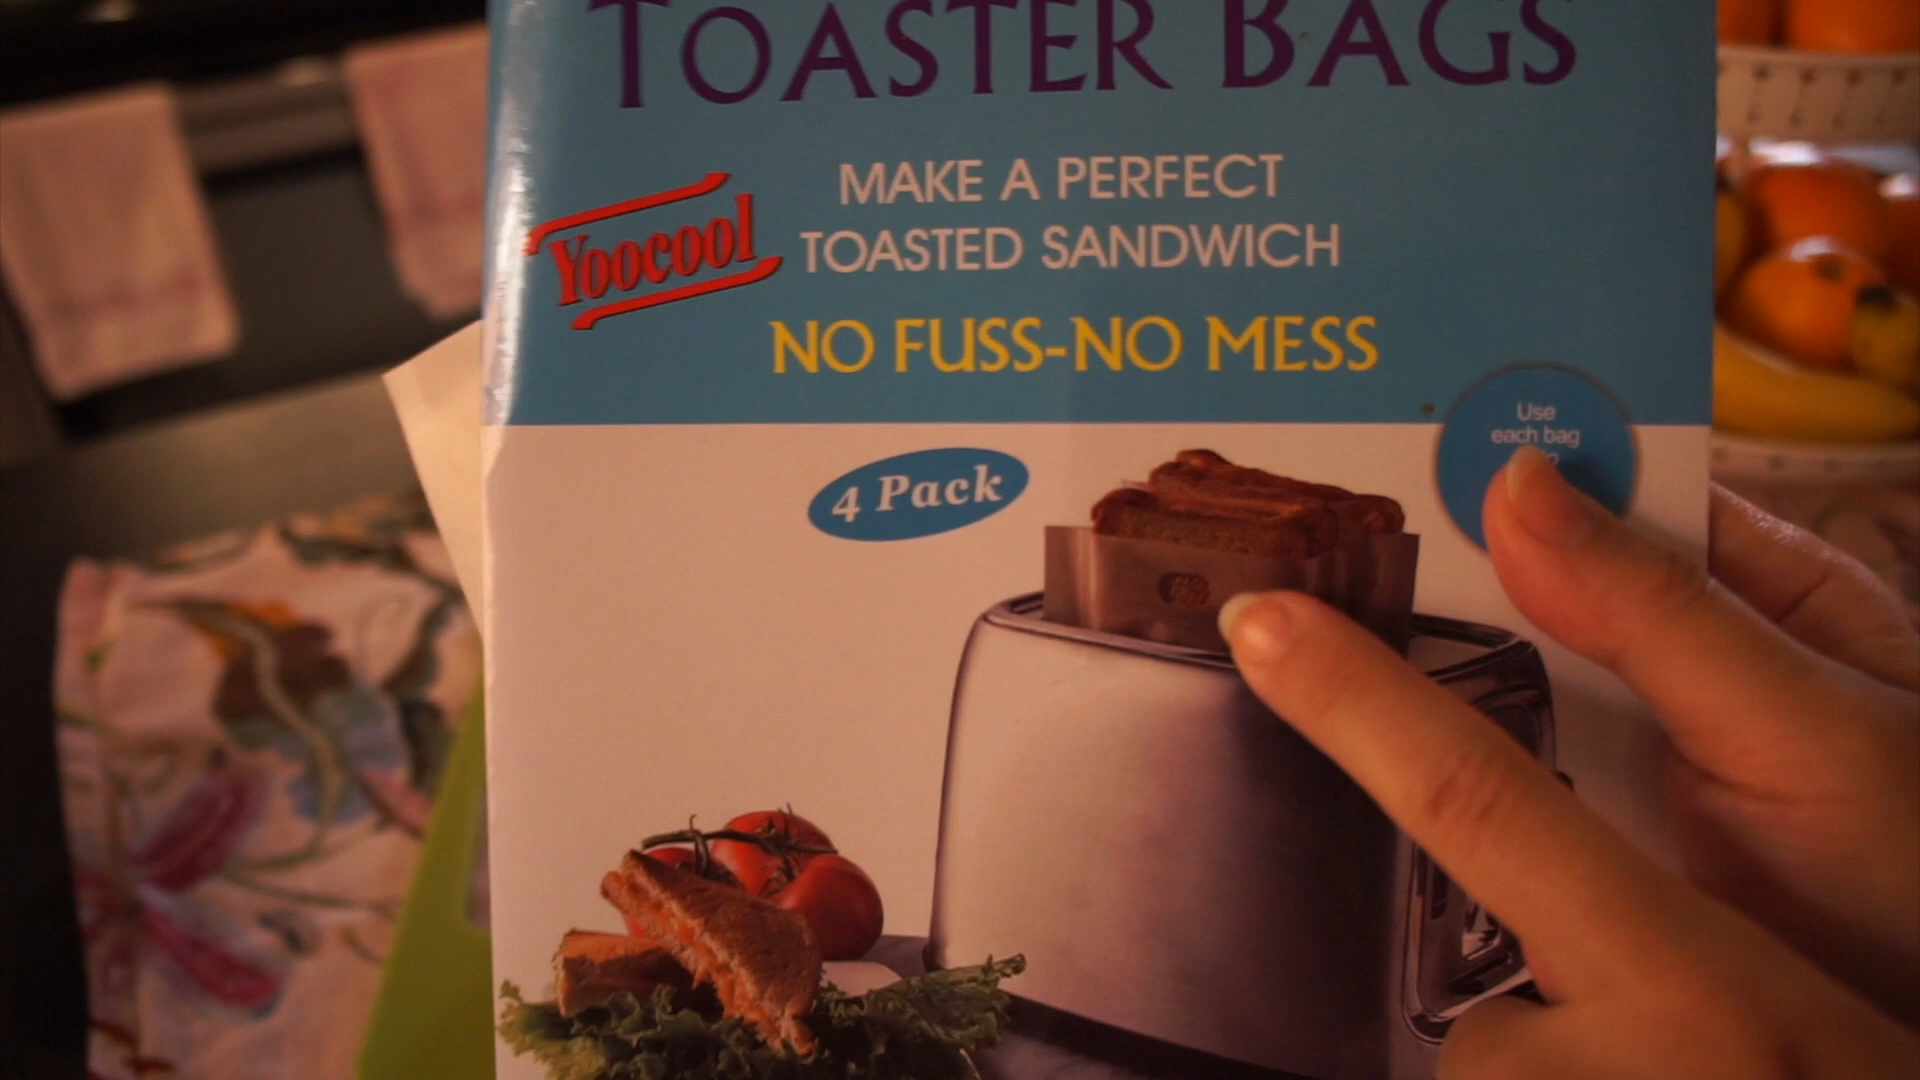 TOASTER BAGS
MAKE A PERFECT
TOASTED SANDWICH
Yoocool
NO FUSS-NO MESS
4 Pack
Use
each bag